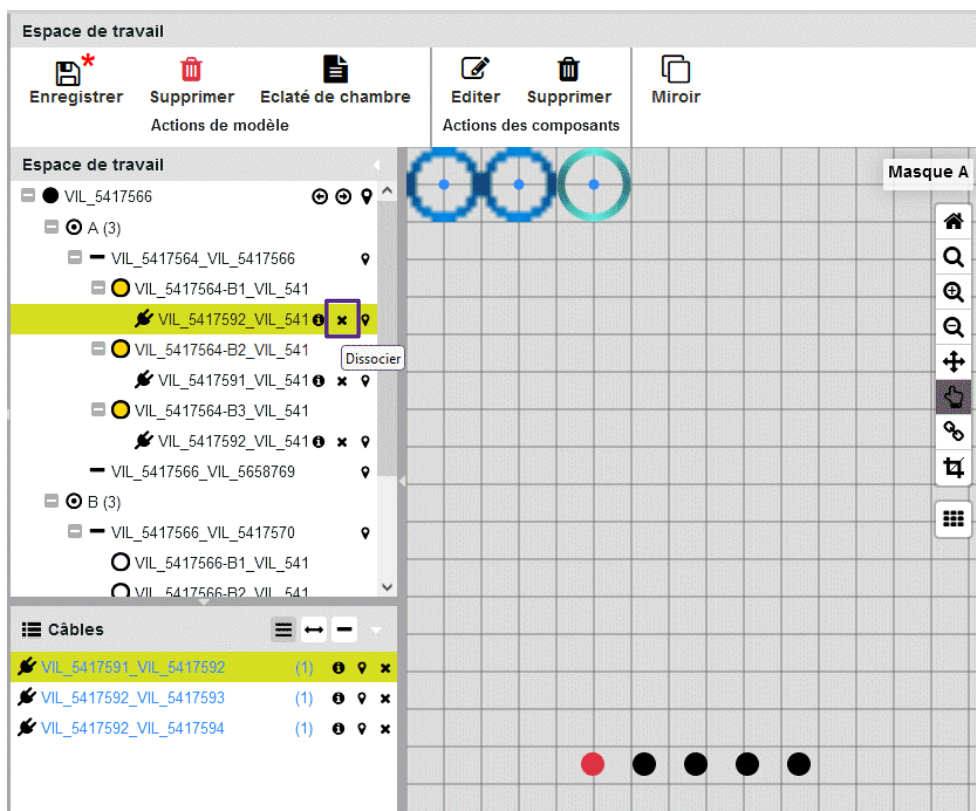 Espace de travail
Enregistrer Supprimer Eclaté de chambre Editer Supprimer Miroir
Actions de modèle Actions des composants
Espace de travail
Masque A
VIL_5417566
A (3)
VIL_5417564_VIL_5417566
VIL_5417564-B1_VIL_541
VIL_5417592_VIL_541
VIL_5417564-B2_VIL_541
Dissocier
VIL_5417591_VIL_541
VIL_5417564-B3_VIL_541
VIL_5417592_VIL_541
VIL_5417566_VIL_5658769
B (3)
VIL_5417566_VIL_5417570
VIL_5417566-B1_VIL_541
VIL_5417566-B2_VIL_541
Câbles
VIL_5417591_VIL_5417592 (1)
VIL_5417592_VIL_5417593 (1)
VIL_5417592_VIL_5417594 (1)